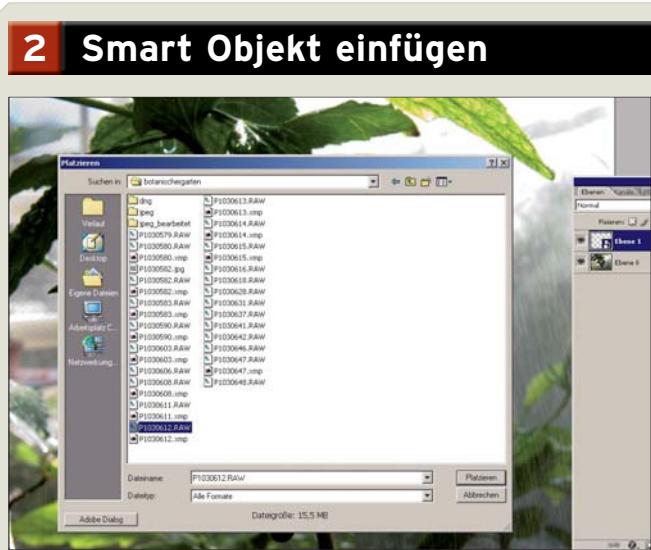 2 Smart Objekt einfügen
Platzieren
Suchen in: botanischergarten
Verlauf
Desktop
Eigene Dateien
Arbeitsplatz C...
Netzwerkumg...
dng
jpeg
jpeg_bearbeitet
P1030579.RAW
P1030580.RAW
P1030580.xmp
P1030582.jpg
P1030582.RAW
P1030582.xmp
P1030583.RAW
P1030583.xmp
P1030590.RAW
P1030590.xmp
P1030603.RAW
P1030603.xmp
P1030606.RAW
P1030608.RAW
P1030608.xmp
P1030611.RAW
P1030611.xmp
P1030612.RAW
P1030612.xmp
P1030613.RAW
P1030613.xmp
P1030614.RAW
P1030614.xmp
P1030615.RAW
P1030615.xmp
P1030616.RAW
P1030618.RAW
P1030628.RAW
P1030631.RAW
P1030637.RAW
P1030641.RAW
P1030642.RAW
P1030646.RAW
P1030647.RAW
P1030647.xmp
P1030648.RAW
Dateiname: P1030612.RAW
Platzieren
Dateityp: Alle Formate
Abbrechen
Adobe Dialog
Dateigröße: 15,5 MB
Ebenen Kanäle
Normal
Fixieren:
Ebene 1
Ebene 0